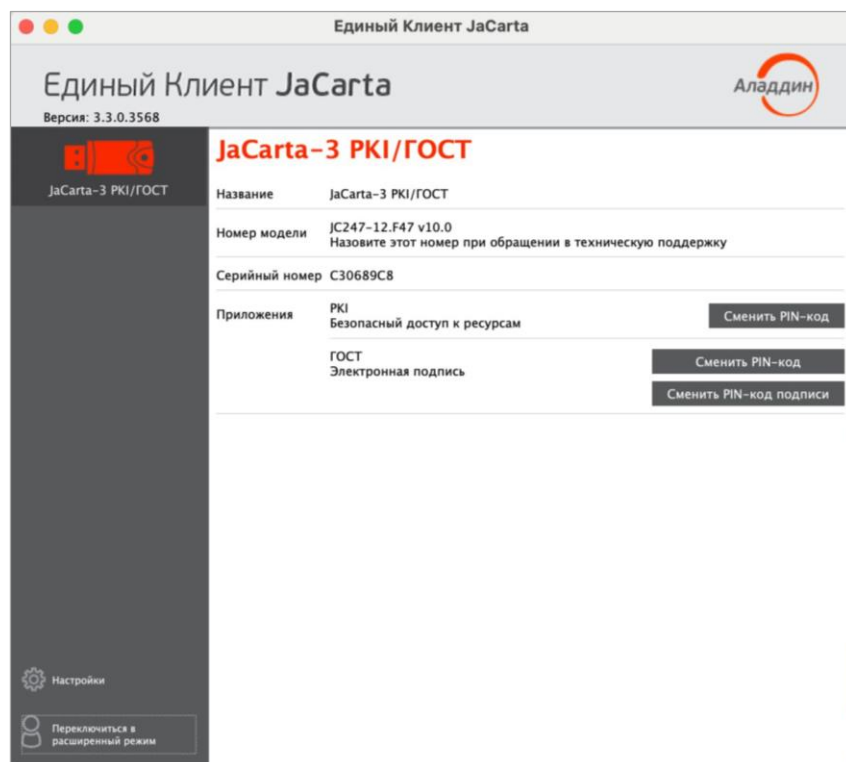 Единый Клиент JaCarta
Единый Клиент JaCarta
Аладдин
Версия: 3.3.0.3568
JaCarta-3 PKI/ГОСТ
JaCarta-3 PKI/ГОСТ
Название JaCarta-3 PKI/ГОСТ
Номер модели JC247-12.F47 v10.0
Назовите этот номер при обращении в техническую поддержку
Серийный номер C30689C8
Приложения PKI
Безопасный доступ к ресурсам
Сменить PIN-код
ГОСТ
Электронная подпись
Сменить PIN-код
Сменить PIN-код подписи
Настройки
Переключиться в
расширенный режим